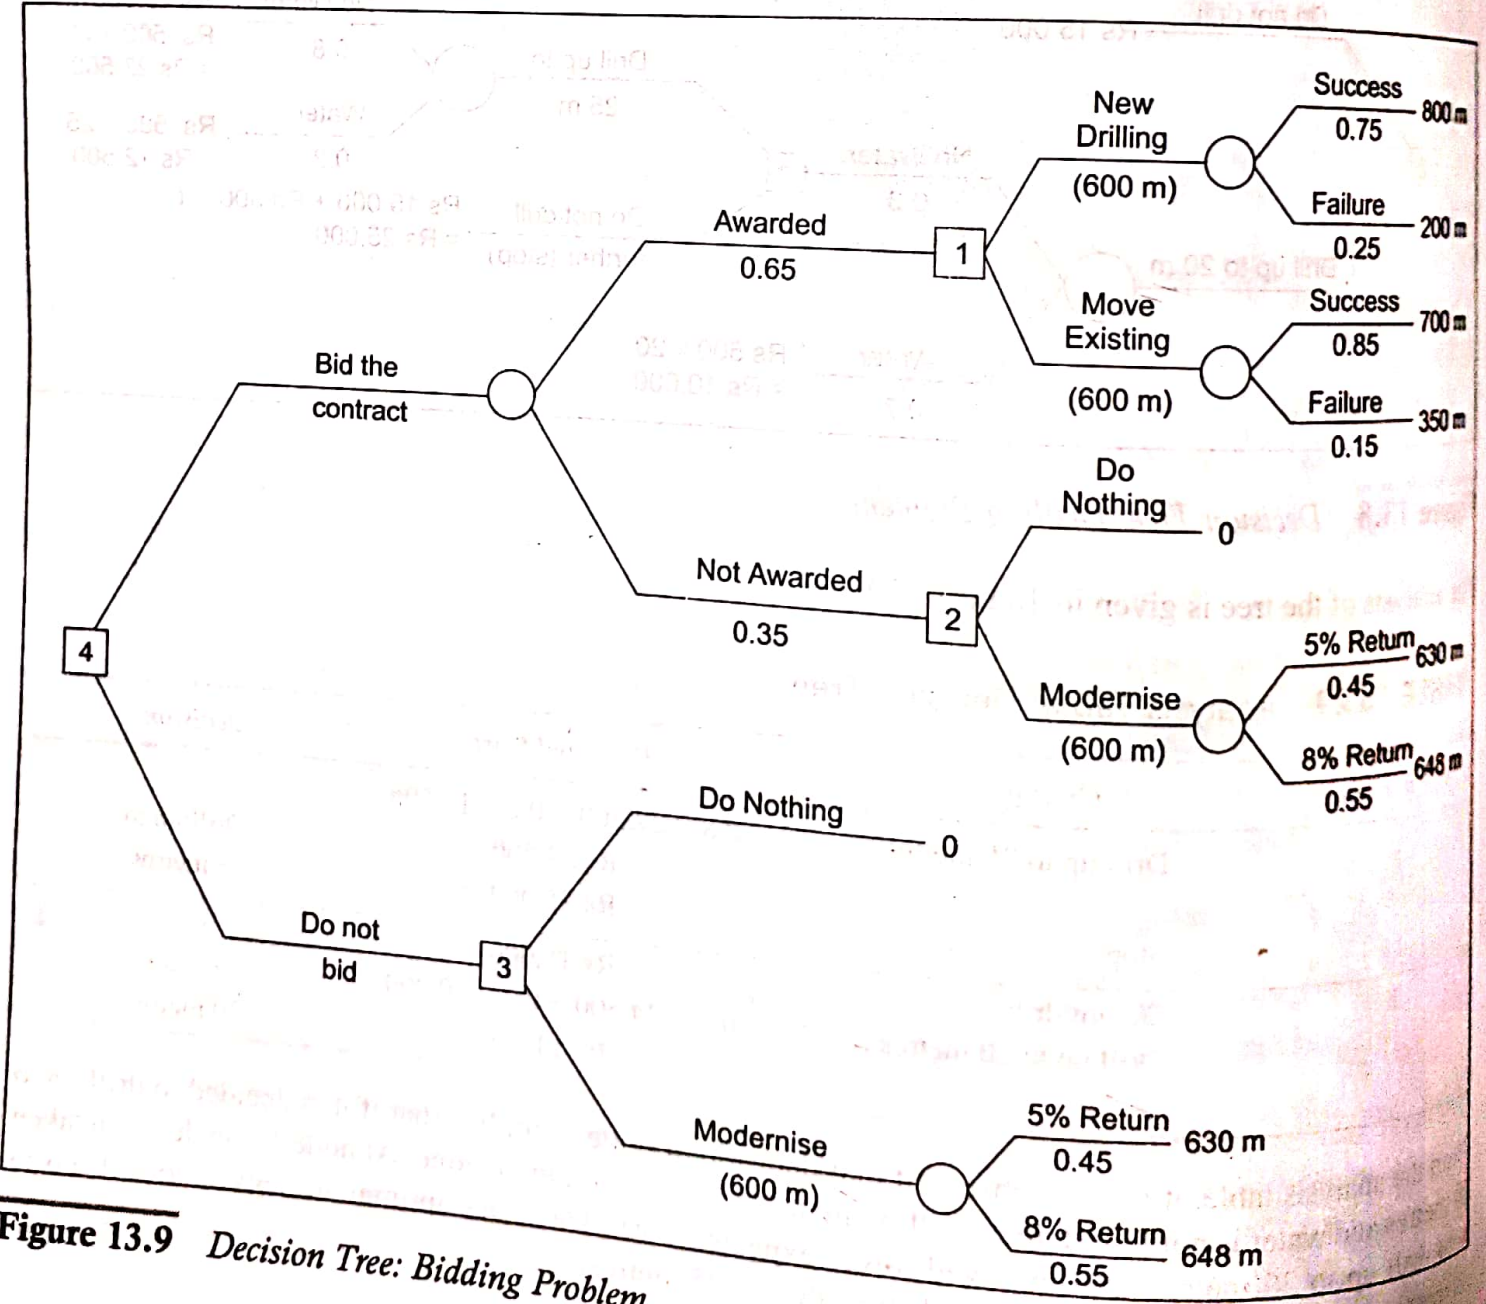 New
Drilling
(600 m)
Success
0.75
800 m
Failure
0.25
200 m
Awarded
0.65
1
Move
Existing
(600 m)
Success
0.85
700 m
Failure
0.15
350 m
Bid the
contract
Do
Nothing
0
Not Awarded
0.35
2
Modernise
(600 m)
5% Return
0.45
630 m
8% Return
0.55
648 m
4
Do Nothing
0
Do not
bid
3
Modernise
(600 m)
5% Return
0.45
630 m
8% Return
0.55
648 m
Figure 13.9 Decision Tree: Bidding Problem